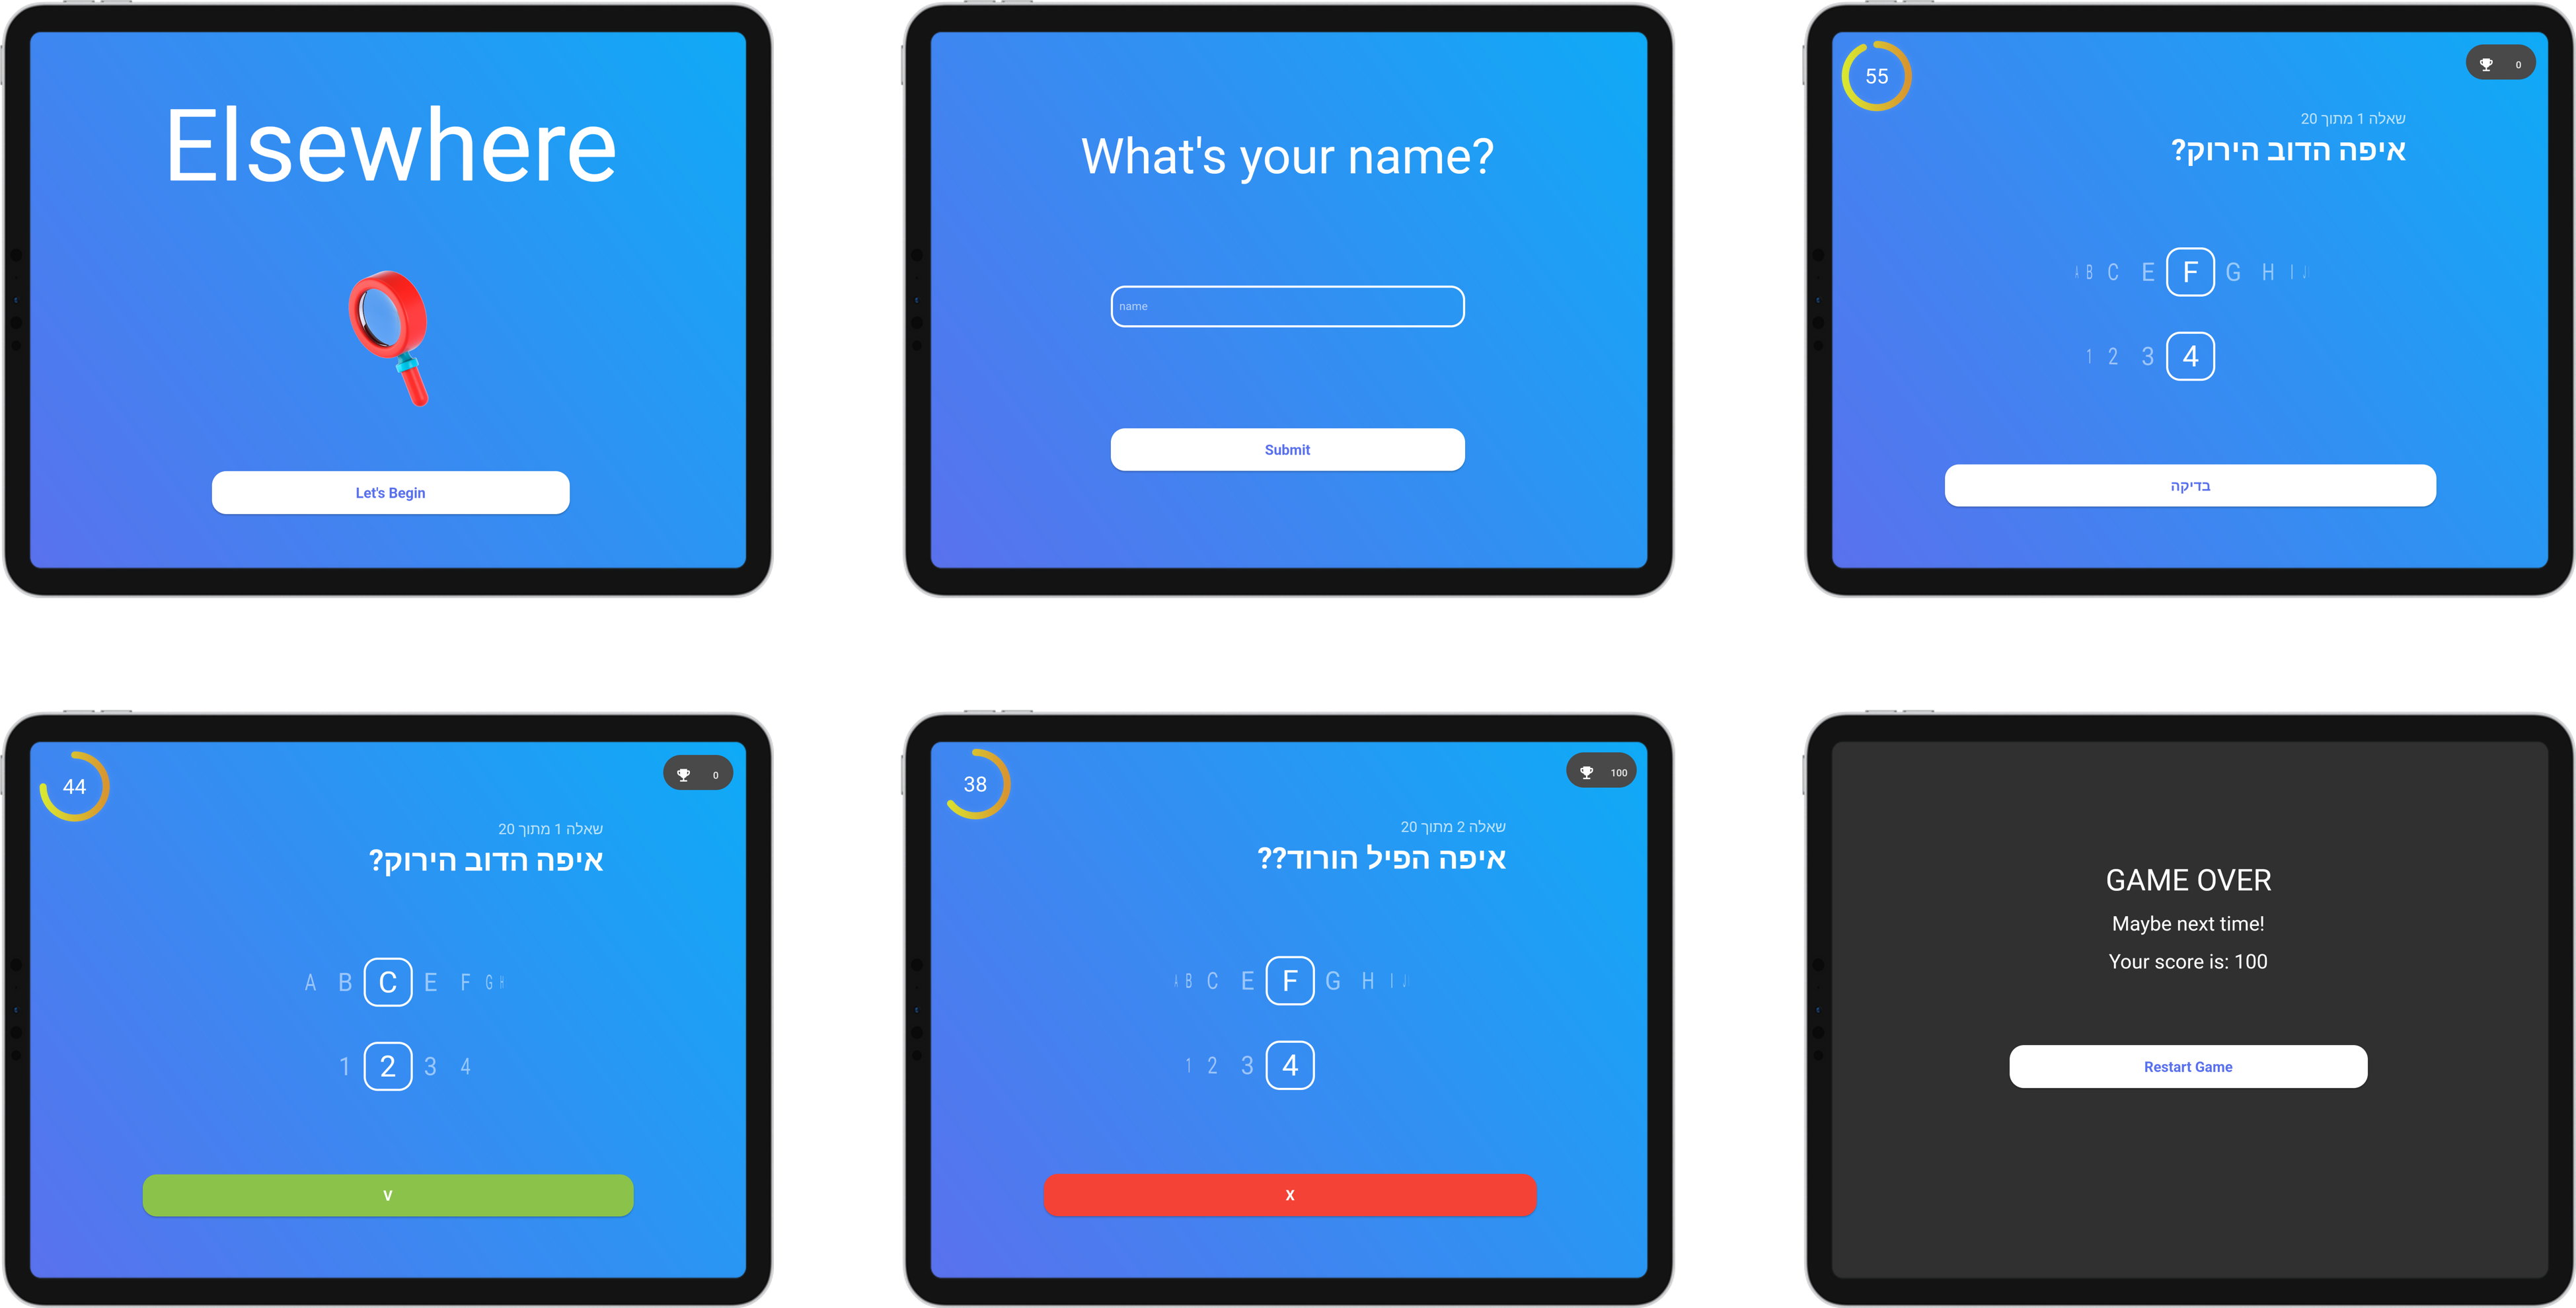 Elsewhere
Let's Begin
What's your name?
name
Submit
55
0
שאלה 1 מתוך 20
איפה הדוב הירוק?
A B C E F G H I J
1 2 3 4
בדיקה
44
0
שאלה 1 מתוך 20
איפה הדוב הירוק?
A B C E F G H
1 2 3 4
V
38
100
שאלה 2 מתוך 20
איפה הפיל הורוד??
A B C E F G H I J
1 2 3 4
X
GAME OVER
Maybe next time!
Your score is: 100
Restart Game